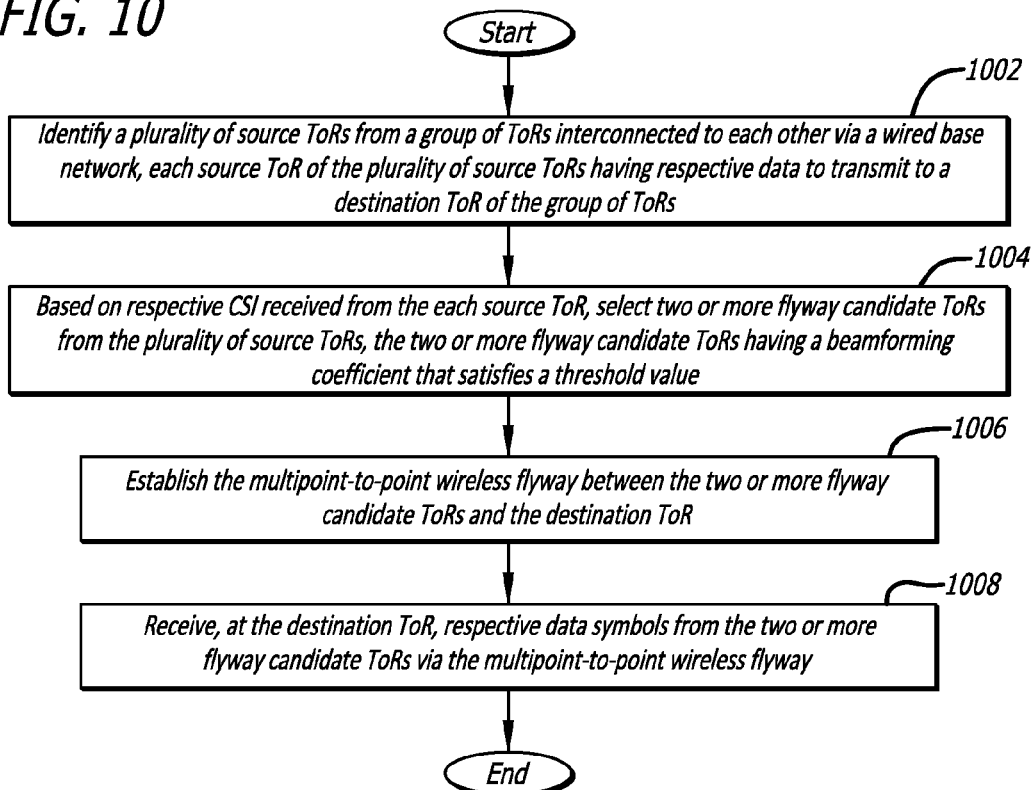 FIG. 10
Start
1002
Identify a plurality of source ToRs from a group of ToRs interconnected to each other via a wired base
network, each source ToR of the plurality of source ToRs having respective data to transmit to a
destination ToR of the group of ToRs
1004
Based on respective CSI received from the each source ToR, select two or more flyway candidate ToRs
from the plurality of source ToRs, the two or more flyway candidate ToRs having a beamforming
coefficient that satisfies a threshold value
1006
Establish the multipoint-to-point wireless flyway between the two or more flyway
candidate ToRs and the destination ToR
1008
Receive, at the destination ToR, respective data symbols from the two or more
flyway candidate ToRs via the multipoint-to-point wireless flyway
End